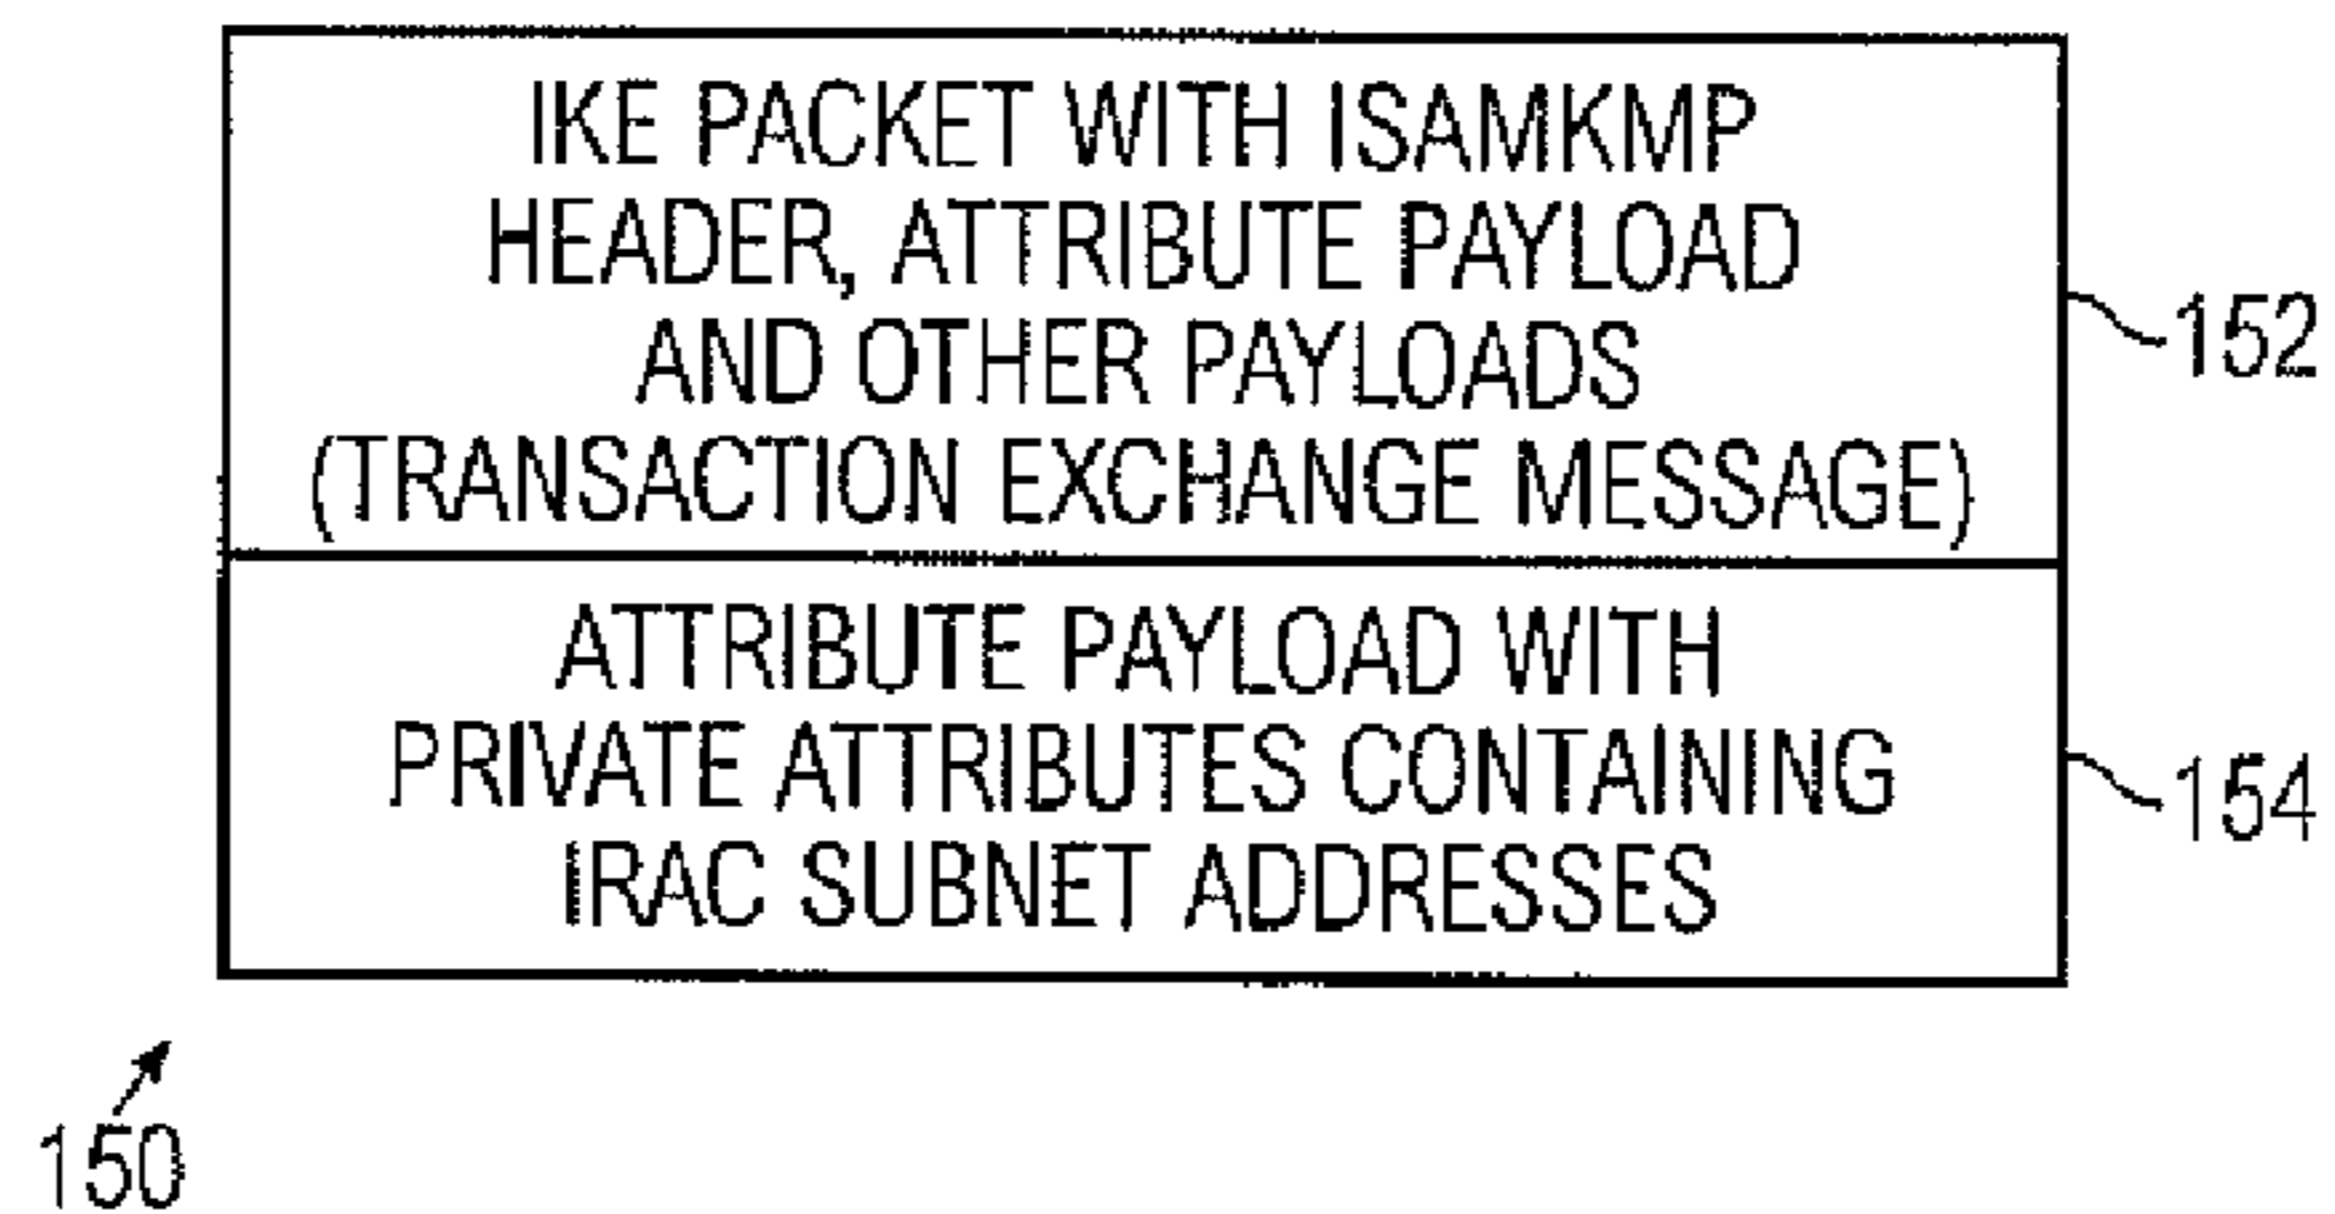 IKE PACKET WITH ISAMKMP
HEADER, ATTRIBUTE PAYLOAD
AND OTHER PAYLOADS
(TRANSACTION EXCHANGE MESSAGE)
152
ATTRIBUTE PAYLOAD WITH
PRIVATE ATTRIBUTES CONTAINING
IRAC SUBNET ADDRESSES
154
150